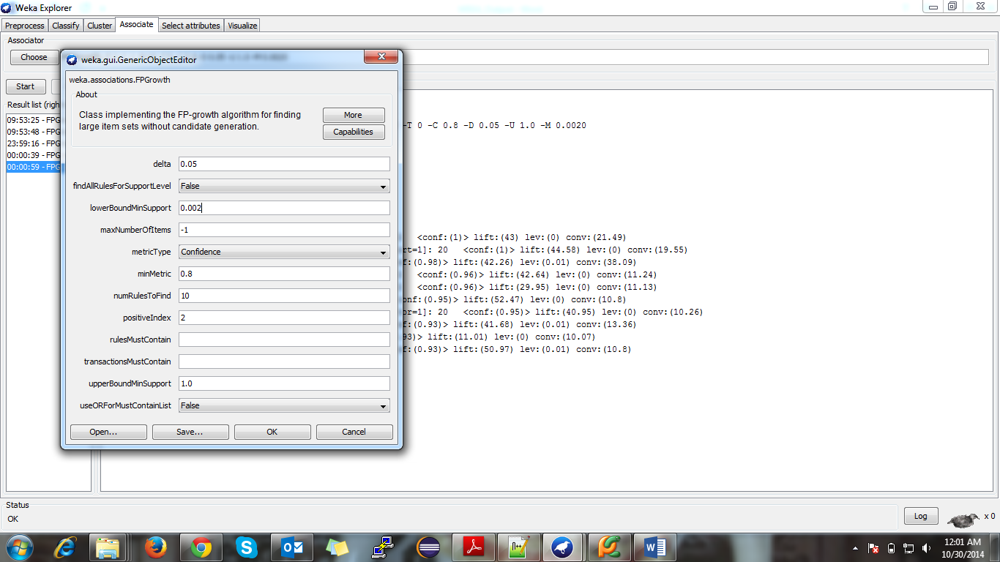 Weka Explorer
Preprocess Classify Cluster Associate Select attributes Visualize
Associator
Choose
weka.gui.GenericObjectEditor
weka.associations.FPGrowth
About
Class implementing the FP-growth algorithm for finding
large item sets without candidate generation.
More
Capabilities
delta 0.05
findAllRulesForSupportLevel False
lowerBoundMinSupport 0.002
maxNumberOfItems -1
metricType Confidence
minMetric 0.8
numRulesToFind 10
positiveIndex 2
rulesMustContain
transactionsMustContain
upperBoundMinSupport 1.0
useORForMustContainList False
Open... Save... OK Cancel
Start
Result list (righ
09:53:25 - FPG
09:53:48 - FPG
23:59:16 - FPG
00:00:39 - FPG
00:00:59 - FPG
-T 0 -C 0.8 -D 0.05 -U 1.0 -M 0.0020
<conf:(1)> lift:(43) lev:(0) conv:(21.49)
rt=1]: 20 <conf:(1)> lift:(44.58) lev:(0) conv:(19.55)
f:(0.98)> lift:(42.26) lev:(0.01) conv:(38.09)
<conf:(0.96)> lift:(42.64) lev:(0) conv:(11.24)
<conf:(0.96)> lift:(29.95) lev:(0) conv:(11.13)
onf:(0.95)> lift:(52.47) lev:(0) conv:(10.8)
or=1]: 20 <conf:(0.95)> lift:(40.95) lev:(0) conv:(10.26)
f:(0.93)> lift:(41.68) lev:(0.01) conv:(13.36)
93)> lift:(11.01) lev:(0) conv:(10.07)
f:(0.93)> lift:(50.97) lev:(0.01) conv:(10.8)
Status
OK
Log
x 0
12:01 AM
10/30/2014